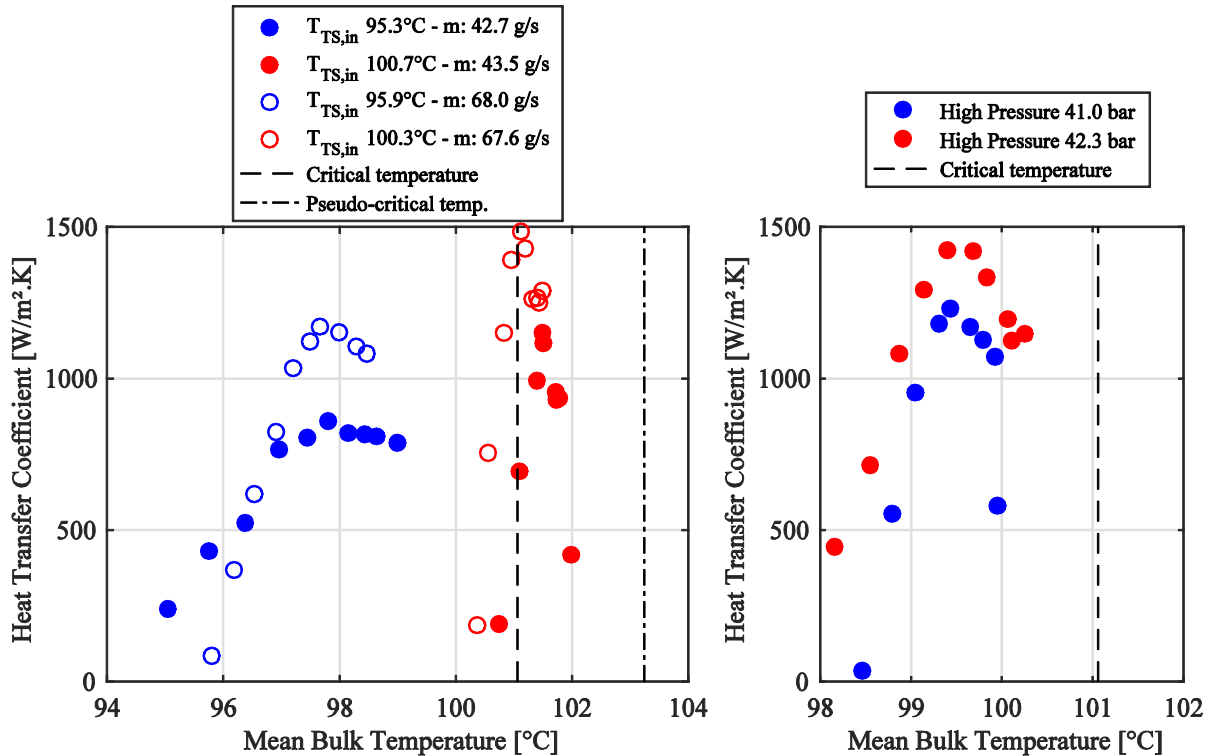 T_TS,in 95.3°C - m: 42.7 g/s
T_TS,in 100.7°C - m: 43.5 g/s
T_TS,in 95.9°C - m: 68.0 g/s
T_TS,in 100.3°C - m: 67.6 g/s
Critical temperature
Pseudo-critical temp.
1500
1000
500
0
94
96
98
100
102
104
Heat Transfer Coefficient [W/m².K]
Mean Bulk Temperature [°C]
High Pressure 41.0 bar
High Pressure 42.3 bar
Critical temperature
1500
1000
500
0
98
99
100
101
102
Heat Transfer Coefficient [W/m².K]
Mean Bulk Temperature [°C]